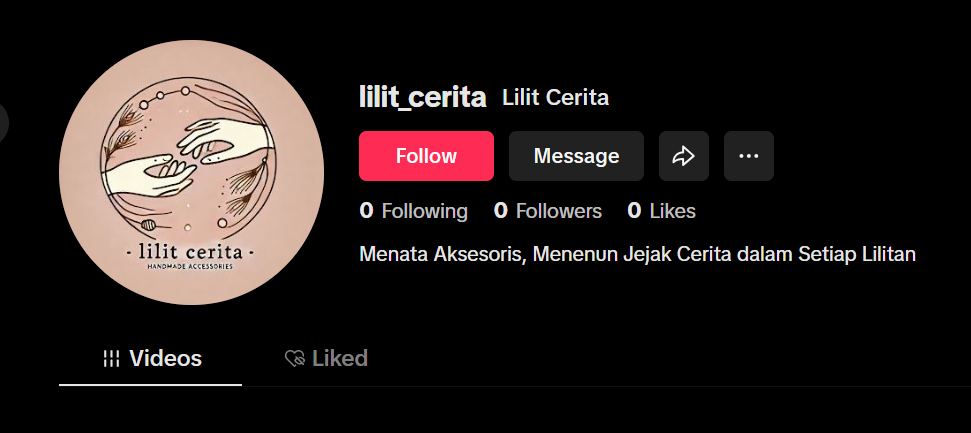 lilit_cerita Lilit Cerita
Follow Message
0 Following 0 Followers 0 Likes
Menata Aksesoris, Menenun Jejak Cerita dalam Setiap Lilitan
- lilit cerita -
HANDMADE ACCESSORIES
Videos Liked